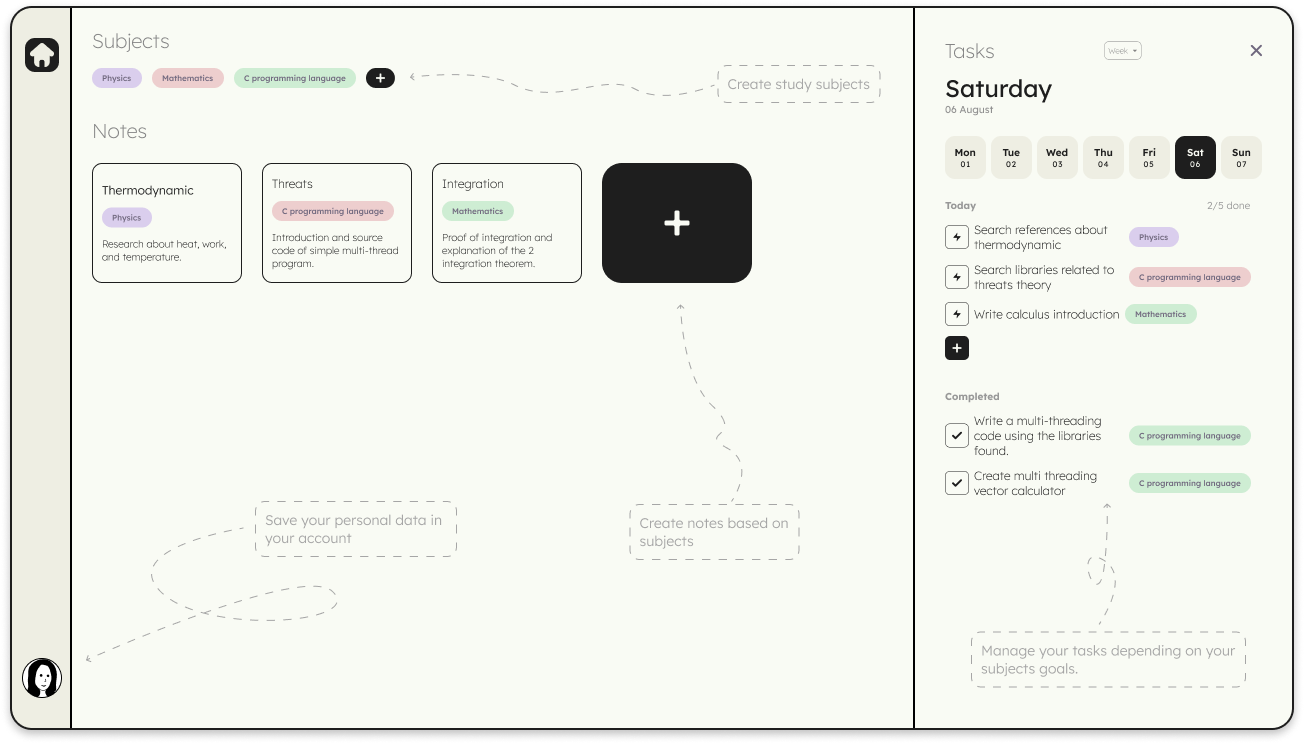 Subjects
Physics
Mathematics
C programming language
Create study subjects
Notes
Thermodynamic
Physics
Research about heat, work,
and temperature.
Threats
C programming language
Introduction and source
code of simple multi-thread
program.
Integration
Mathematics
Proof of integration and
explanation of the 2
integration theorem.
Save your personal data in
your account
Create notes based on
subjects
Tasks
Week
Saturday
06 August
Mon
01
Tue
02
Wed
03
Thu
04
Fri
05
Sat
06
Sun
07
Today
2/5 done
Search references about
thermodynamic
Physics
Search libraries related to
threats theory
C programming language
Write calculus introduction
Mathematics
Completed
Write a multi-threading
code using the libraries
found.
C programming language
Create multi threading
vector calculator
C programming language
Manage your tasks depending on your
subjects goals.